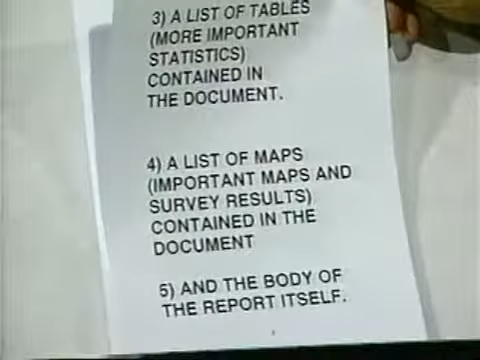 3) A LIST OF TABLES
(MORE IMPORTANT
STATISTICS)
CONTAINED IN
THE DOCUMENT.
4) A LIST OF MAPS
(IMPORTANT MAPS AND
SURVEY RESULTS)
CONTAINED IN THE
DOCUMENT
5) AND THE BODY OF
THE REPORT ITSELF.